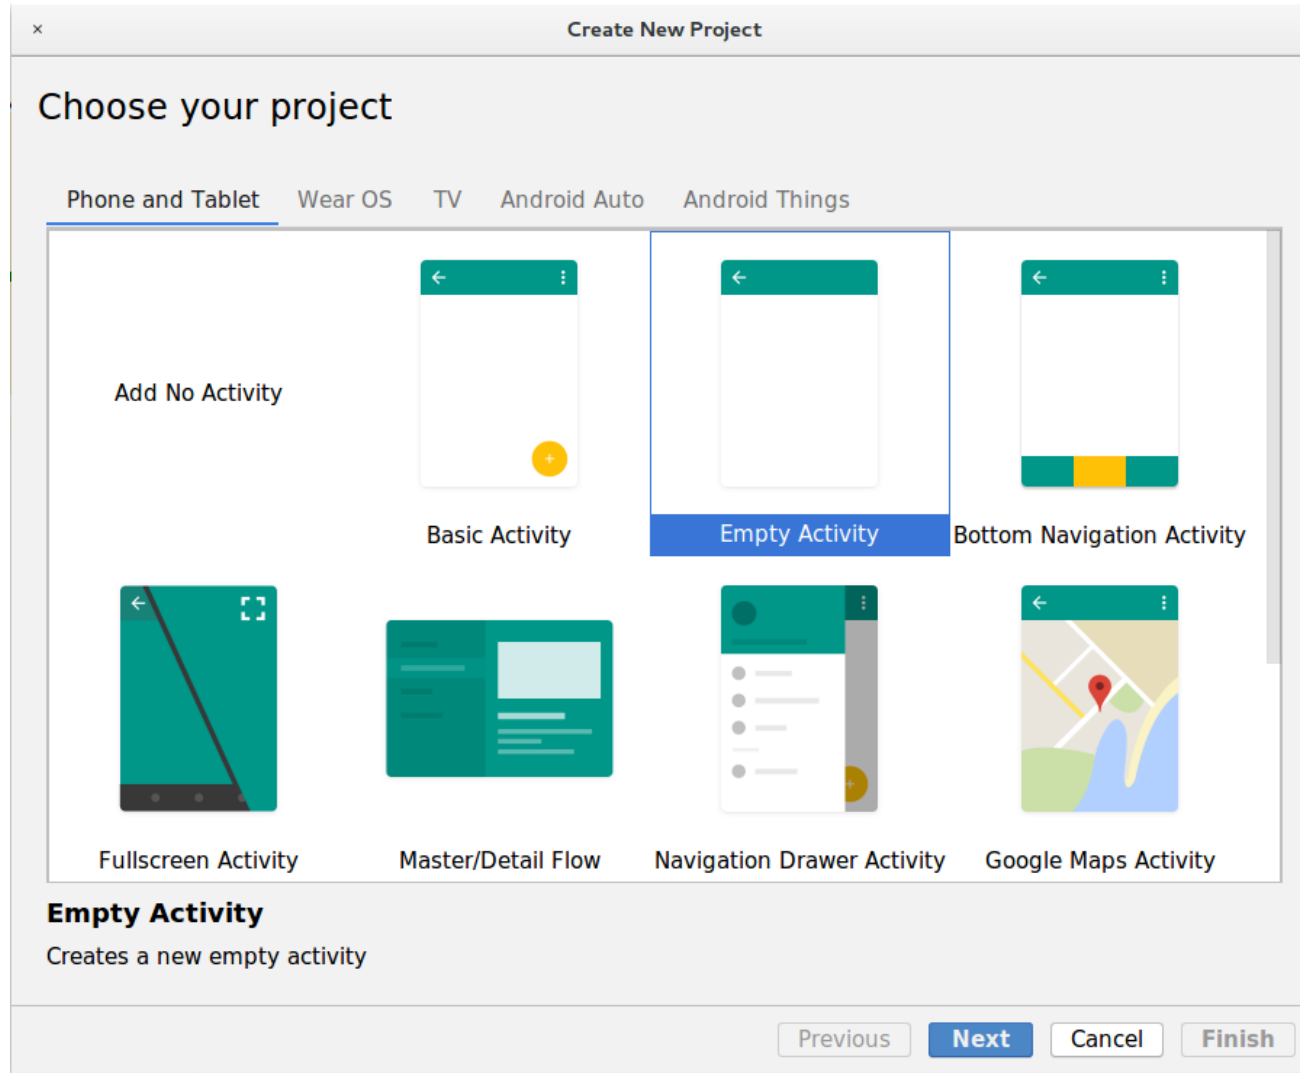 Create New Project
Choose your project
Phone and Tablet Wear OS TV Android Auto Android Things
Add No Activity
Basic Activity
Empty Activity
Bottom Navigation Activity
Fullscreen Activity
Master/Detail Flow
Navigation Drawer Activity
Google Maps Activity
Empty Activity
Creates a new empty activity
Previous Next Cancel Finish